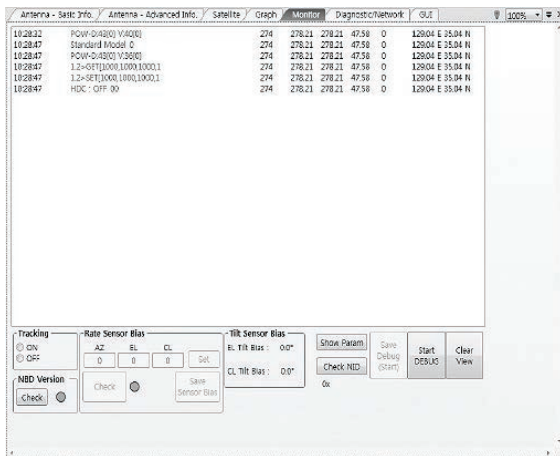 Antenna - Basic Info. Antenna - Advanced Info. Satellite Graph Monitor Diagnostic/Network GUI 100%
10:28:32 POW-D:43[0] V:40[0] 274 278.21 278.21 47.58 0 129.04 E 35.04 N
10:28:47 Standard Model 0 274 278.21 278.21 47.58 0 129.04 E 35.04 N
10:28:47 POW-D:43[0] V:36[0] 274 278.21 278.21 47.58 0 129.04 E 35.04 N
10:28:47 1.2>GET[1000,1000,1000,1 274 278.21 278.21 47.58 0 129.04 E 35.04 N
10:28:47 1.2>SET[1000,1000,1000,1 274 278.21 278.21 47.58 0 129.04 E 35.04 N
10:28:47 HDC : OFF 00 274 278.21 278.21 47.58 0 129.04 E 35.04 N
Tracking
ON
OFF
NBD Version
Check
Rate Sensor Bias
AZ EL CL
0 0 0 Set
Check Save
Sensor Bias
Tilt Sensor Bias
EL Tilt Bias : 0.0°
CL Tilt Bias : 0.0°
Show Param
Check NID
0x
Save
Debug
(Start)
Start
DEBUG
Clear
View